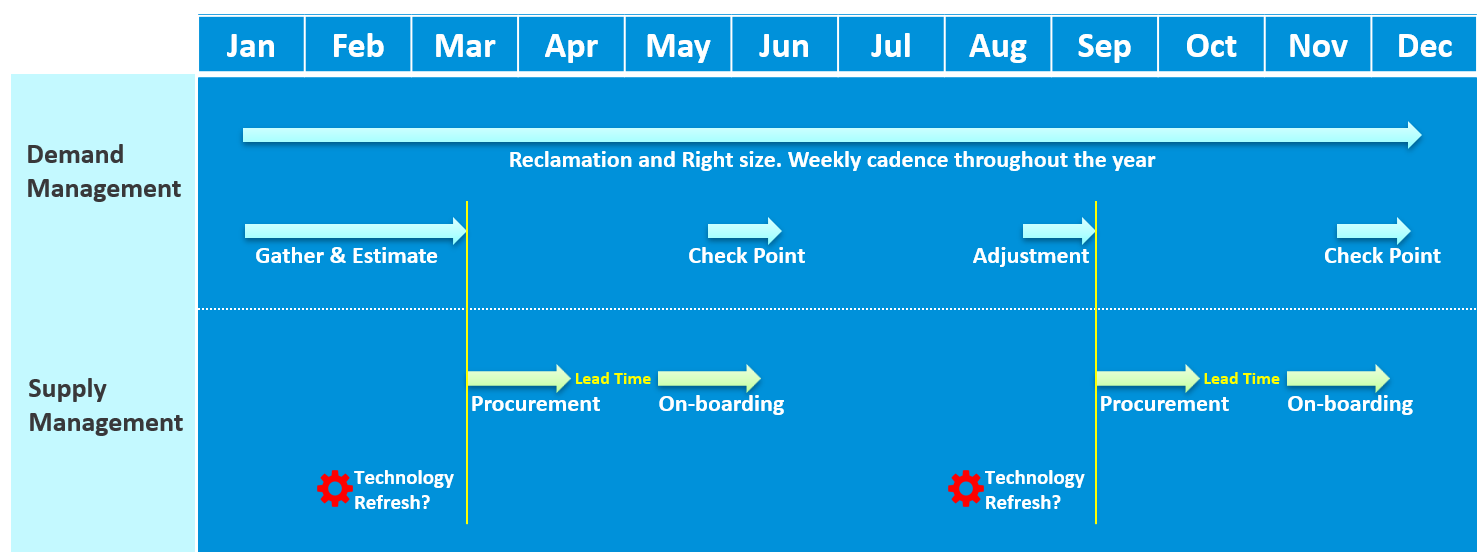 Jan Feb Mar Apr May Jun Jul Aug Sep Oct Nov Dec
Demand
Management
Reclamation and Right size. Weekly cadence throughout the year
Gather & Estimate
Check Point
Adjustment
Check Point
Supply
Management
Lead Time
Procurement
On-boarding
Lead Time
Procurement
On-boarding
Technology
Refresh?
Technology
Refresh?